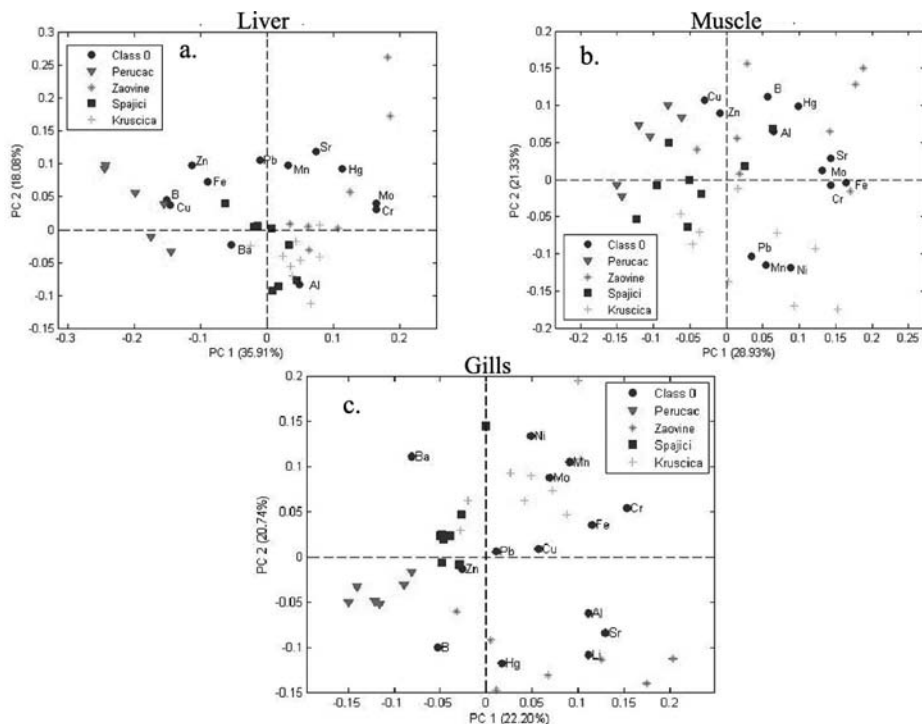 Liver
a.
Class 0
Perucac
Zaovine
Spajici
Kruscica
Zn
Fe
B
Cu
Ba
Pb
Mn
Sr
Hg
Mo
Cr
Al
PC 2 (18.08%)
0.3
0.25
0.2
0.15
0.1
0.05
0
-0.05
-0.1
-0.15
-0.3
-0.2
-0.1
0
0.1
0.2
PC 1 (35.91%)
Muscle
b.
Cu
Zn
B
Hg
Al
Sr
Mo
Fe
Cr
Pb
Mn
Ni
Class 0
Perucac
Zaovine
Spajici
Kruscica
PC 2 (21.33%)
0.2
0.15
0.1
0.05
0
-0.05
-0.1
-0.15
-0.2
-0.2
-0.15
-0.1
-0.05
0
0.05
0.1
0.15
0.2
0.25
PC 1 (28.93%)
Gills
c.
Class 0
Perucac
Zaovine
Spajici
Kruscica
Ba
Ni
Mn
Mo
Cr
Fe
Pb
Cu
Zn
Al
Sr
Li
B
Hg
PC 2 (20.74%)
0.2
0.15
0.1
0.05
0
-0.05
-0.1
-0.15
-0.15
-0.1
-0.05
0
0.05
0.1
0.15
0.2
PC 1 (22.20%)